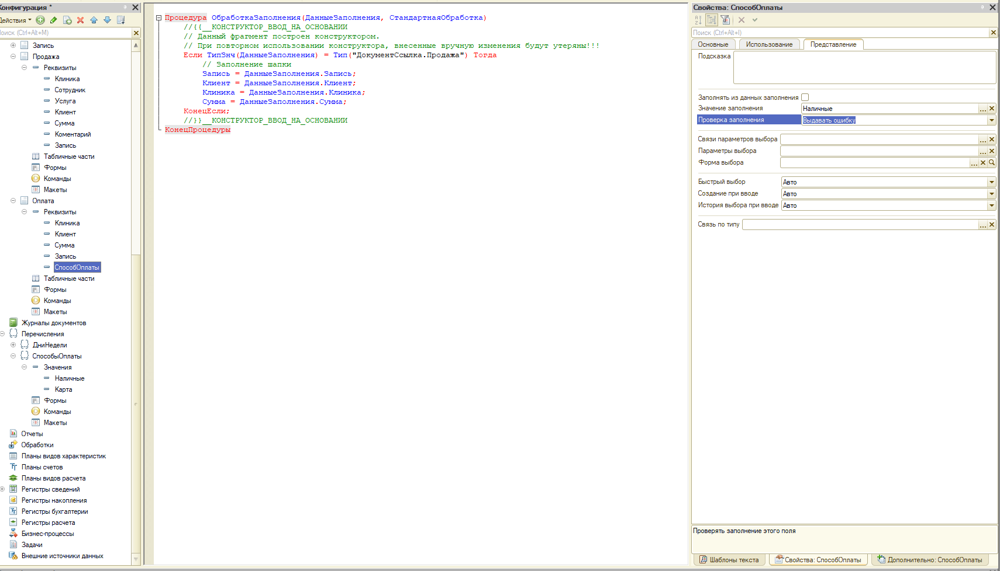 Конфигурация *
Действия
Поиск (Ctrl+Alt+M)
Запись
Продажа
Реквизиты
Клиника
Сотрудник
Услуга
Клиент
Сумма
Коментарий
Запись
Табличные части
Формы
Команды
Макеты
Оплата
Реквизиты
Клиника
Клиент
Сумма
Запись
СпособОплаты
Табличные части
Формы
Команды
Макеты
Журналы документов
Перечисления
ДниНедели
СпособыОплаты
Значения
Наличные
Карта
Формы
Команды
Макеты
Отчеты
Обработки
Планы видов характеристик
Планы счетов
Планы видов расчета
Регистры сведений
Регистры накопления
Регистры бухгалтерии
Регистры расчета
Бизнес-процессы
Задачи
Внешние источники данных
Процедура ОбработкаЗаполнения(ДанныеЗаполнения, СтандартнаяОбработка)
//{{__КОНСТРУКТОР_ВВОД_НА_ОСНОВАНИИ
// Данный фрагмент построен конструктором.
// При повторном использовании конструктора, внесенные вручную изменения будут утеряны!!!
Если ТипЗнч(ДанныеЗаполнения) = Тип("ДокументСсылка.Продажа") Тогда
// Заполнение шапки
Запись = ДанныеЗаполнения.Запись;
Клиент = ДанныеЗаполнения.Клиент;
Клиника = ДанныеЗаполнения.Клиника;
Сумма = ДанныеЗаполнения.Сумма;
КонецЕсли;
//}}__КОНСТРУКТОР_ВВОД_НА_ОСНОВАНИИ
КонецПроцедуры
Свойства: СпособОплаты
Поиск (Ctrl+Alt+I)
Основные Использование Представление
Подсказка
Заполнять из данных заполнения
Значение заполнения Наличные ...
Проверка заполнения Выдавать ошибку
Связи параметров выбора ...
Параметры выбора ...
Форма выбора ...
Быстрый выбор Авто
Создание при вводе Авто
История выбора при вводе Авто
Связь по типу ...
Проверять заполнение этого поля
Шаблоны текста Свойства: СпособОплаты Дополнительно: СпособОплаты